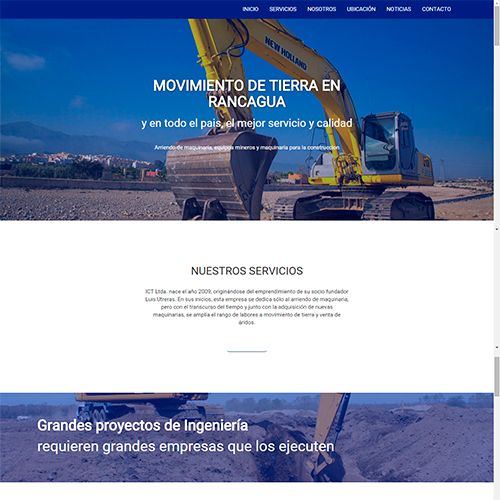 INICIO SERVICIOS NOSOTROS UBICACIÓN NOTICIAS CONTACTO
NEW HOLLAND
MOVIMIENTO DE TIERRA EN
RANCAGUA
y en todo el pais, el mejor servicio y calidad
Arriendo de maquinaria, equipos mineros y maquinaria para la construcción
NUESTROS SERVICIOS
ICT Ltda. nace el año 2009, originándose del emprendimiento de su socio fundador
Luis Utreras. En sus inicios, esta empresa se dedica sólo al arriendo de maquinaria,
pero con el transcurso del tiempo y junto con la adquisición de nuevas
maquinarias, se amplía el rango de labores a movimiento de tierra y venta de
áridos.
Grandes proyectos de Ingeniería
requieren grandes empresas que los ejecuten